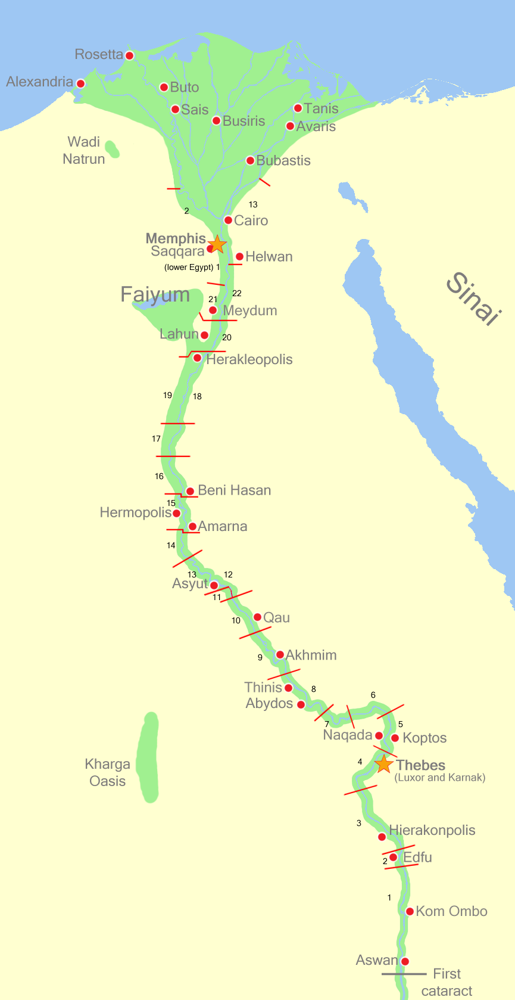 Rosetta
Alexandria
Buto
Sais
Tanis
Busiris
Avaris
Wadi
Natrun
Bubastis
13
2
Cairo
Memphis
Saqqara
Helwan
(lower Egypt) 1
Sinai
Faiyum
22
21
Meydum
Lahun
20
Herakleopolis
19
18
17
16
Beni Hasan
15
Hermopolis
Amarna
14
13
12
Asyut
11
10
Qau
9
Akhmim
Thinis
8
Abydos
6
7
5
Naqada
Koptos
Kharga
Oasis
4
Thebes
(Luxor and Karnak)
3
Hierakonpolis
2
Edfu
1
Kom Ombo
Aswan
First
cataract